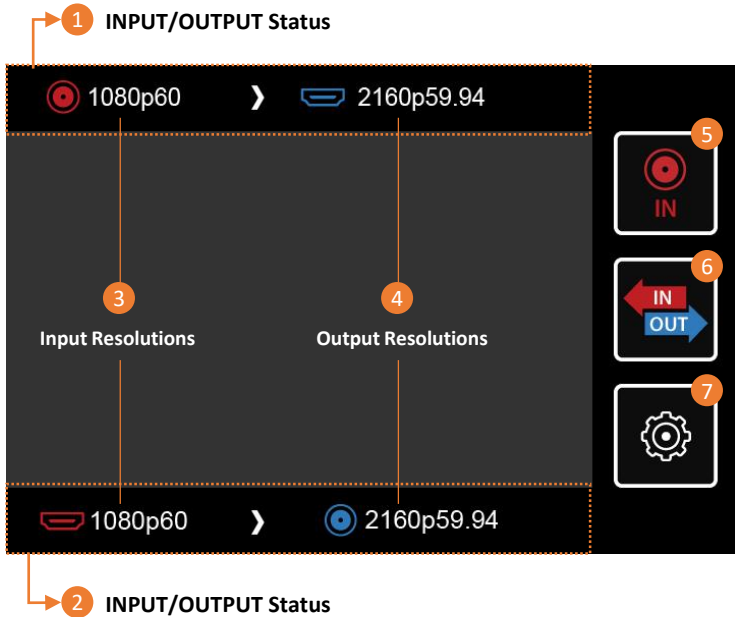 1 INPUT/OUTPUT Status
1080p60 ❯ 2160p59.94
5
IN
6
IN
OUT
3 4
Input Resolutions Output Resolutions
7
1080p60 ❯ 2160p59.94
2 INPUT/OUTPUT Status